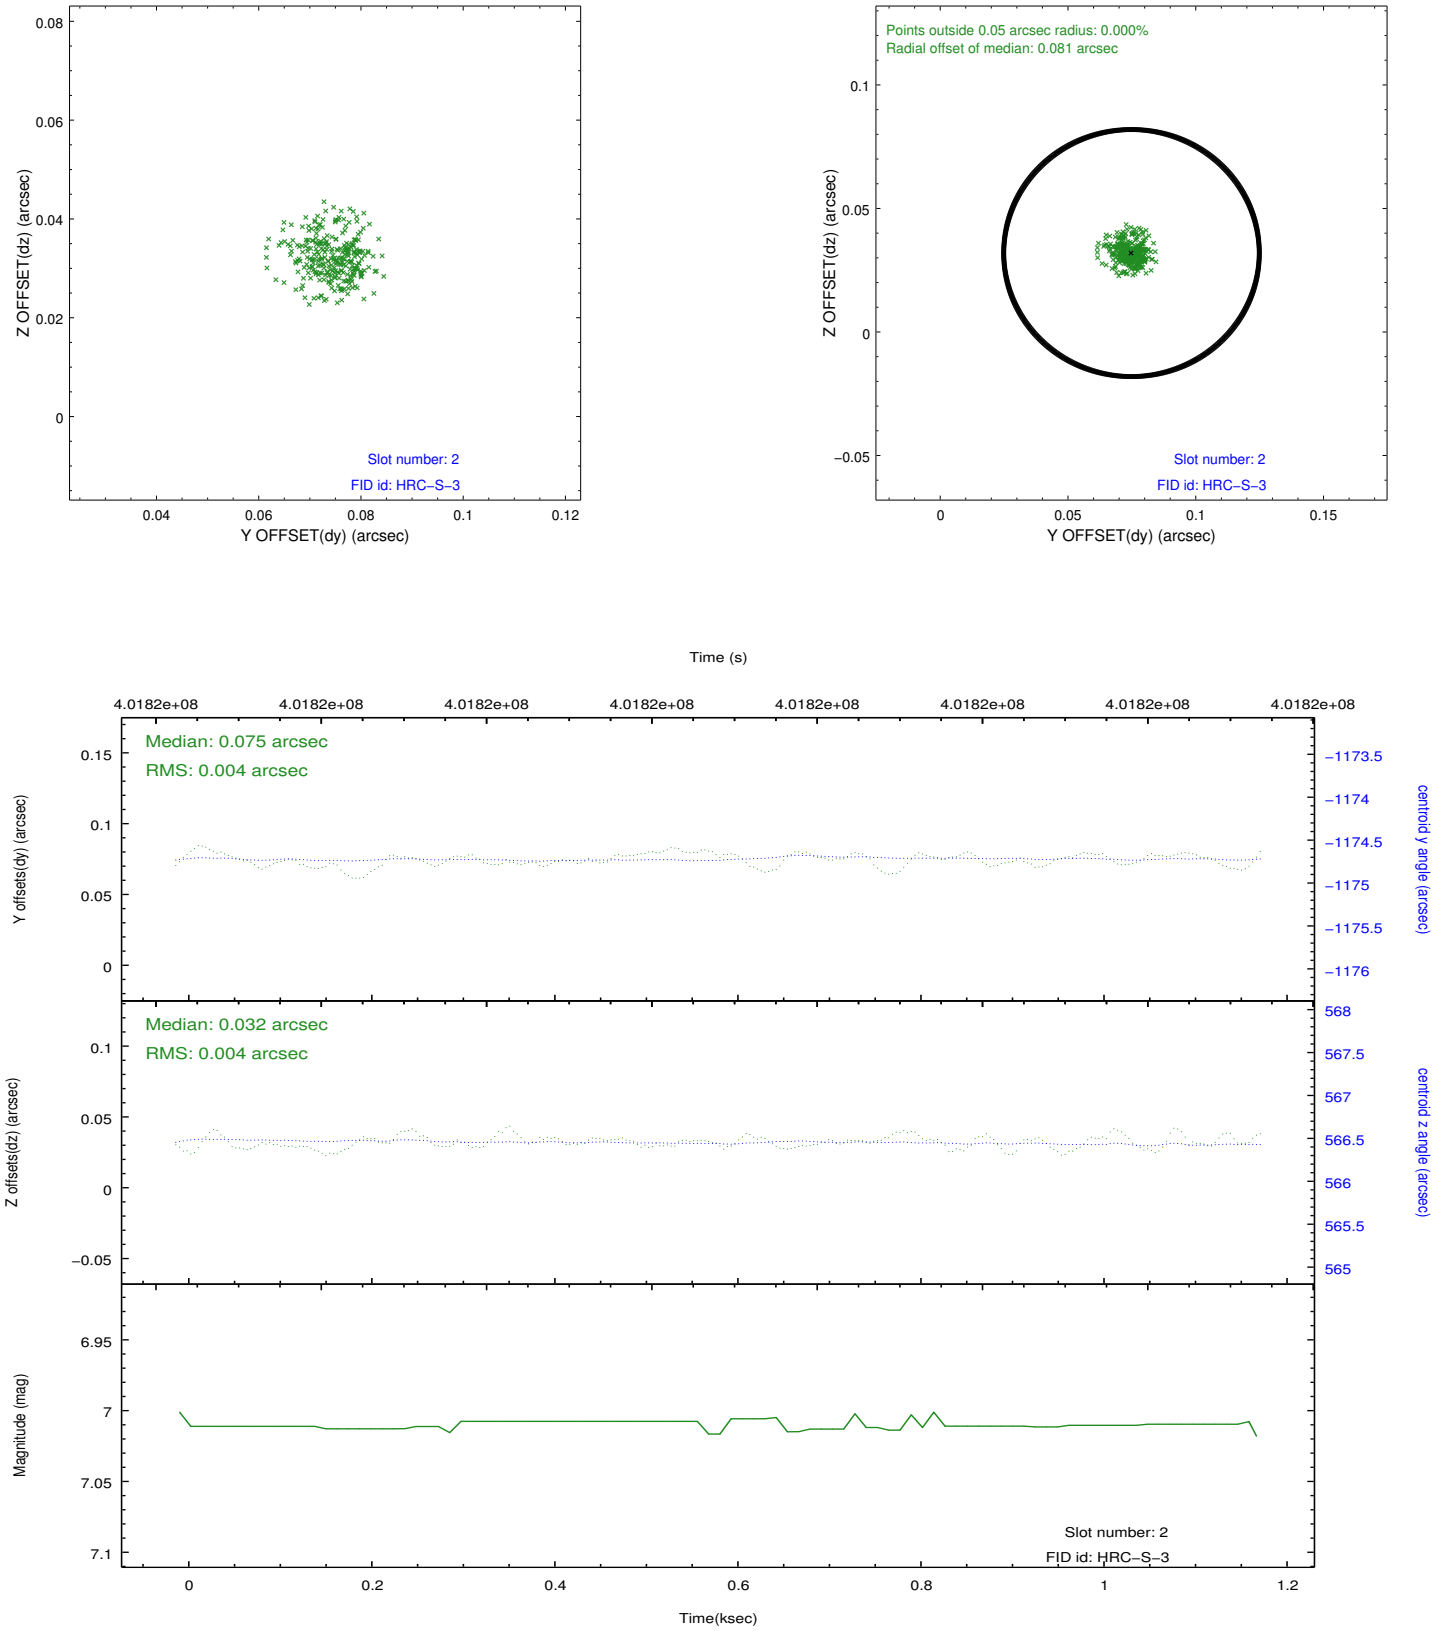 0.08
0.06
0.04
0.02
0
Z OFFSET(dz) (arcsec)
Slot number: 2
FID id: HRC−S−3
0.04 0.06 0.08 0.1 0.12
Y OFFSET(dy) (arcsec)
Points outside 0.05 arcsec radius: 0.000%
Radial offset of median: 0.081 arcsec
0.1
0.05
0
−0.05
Z OFFSET(dz) (arcsec)
Slot number: 2
FID id: HRC−S−3
0 0.05 0.1 0.15
Y OFFSET(dy) (arcsec)
Time (s)
4.0182e+08 4.0182e+08 4.0182e+08 4.0182e+08 4.0182e+08 4.0182e+08 4.0182e+08 4.0182e+08
Median: 0.075 arcsec
RMS: 0.004 arcsec
0.15
0.1
0.05
0
Y offsets(dy) (arcsec)
−1173.5
−1174
−1174.5
−1175
−1175.5
−1176
centroid y angle (arcsec)
Median: 0.032 arcsec
RMS: 0.004 arcsec
0.1
0.05
0
−0.05
Z offsets(dz) (arcsec)
568
567.5
567
566.5
566
565.5
565
centroid z angle (arcsec)
6.95
7
7.05
7.1
Magnitude (mag)
Slot number: 2
FID id: HRC−S−3
0 0.2 0.4 0.6 0.8 1 1.2
Time(ksec)